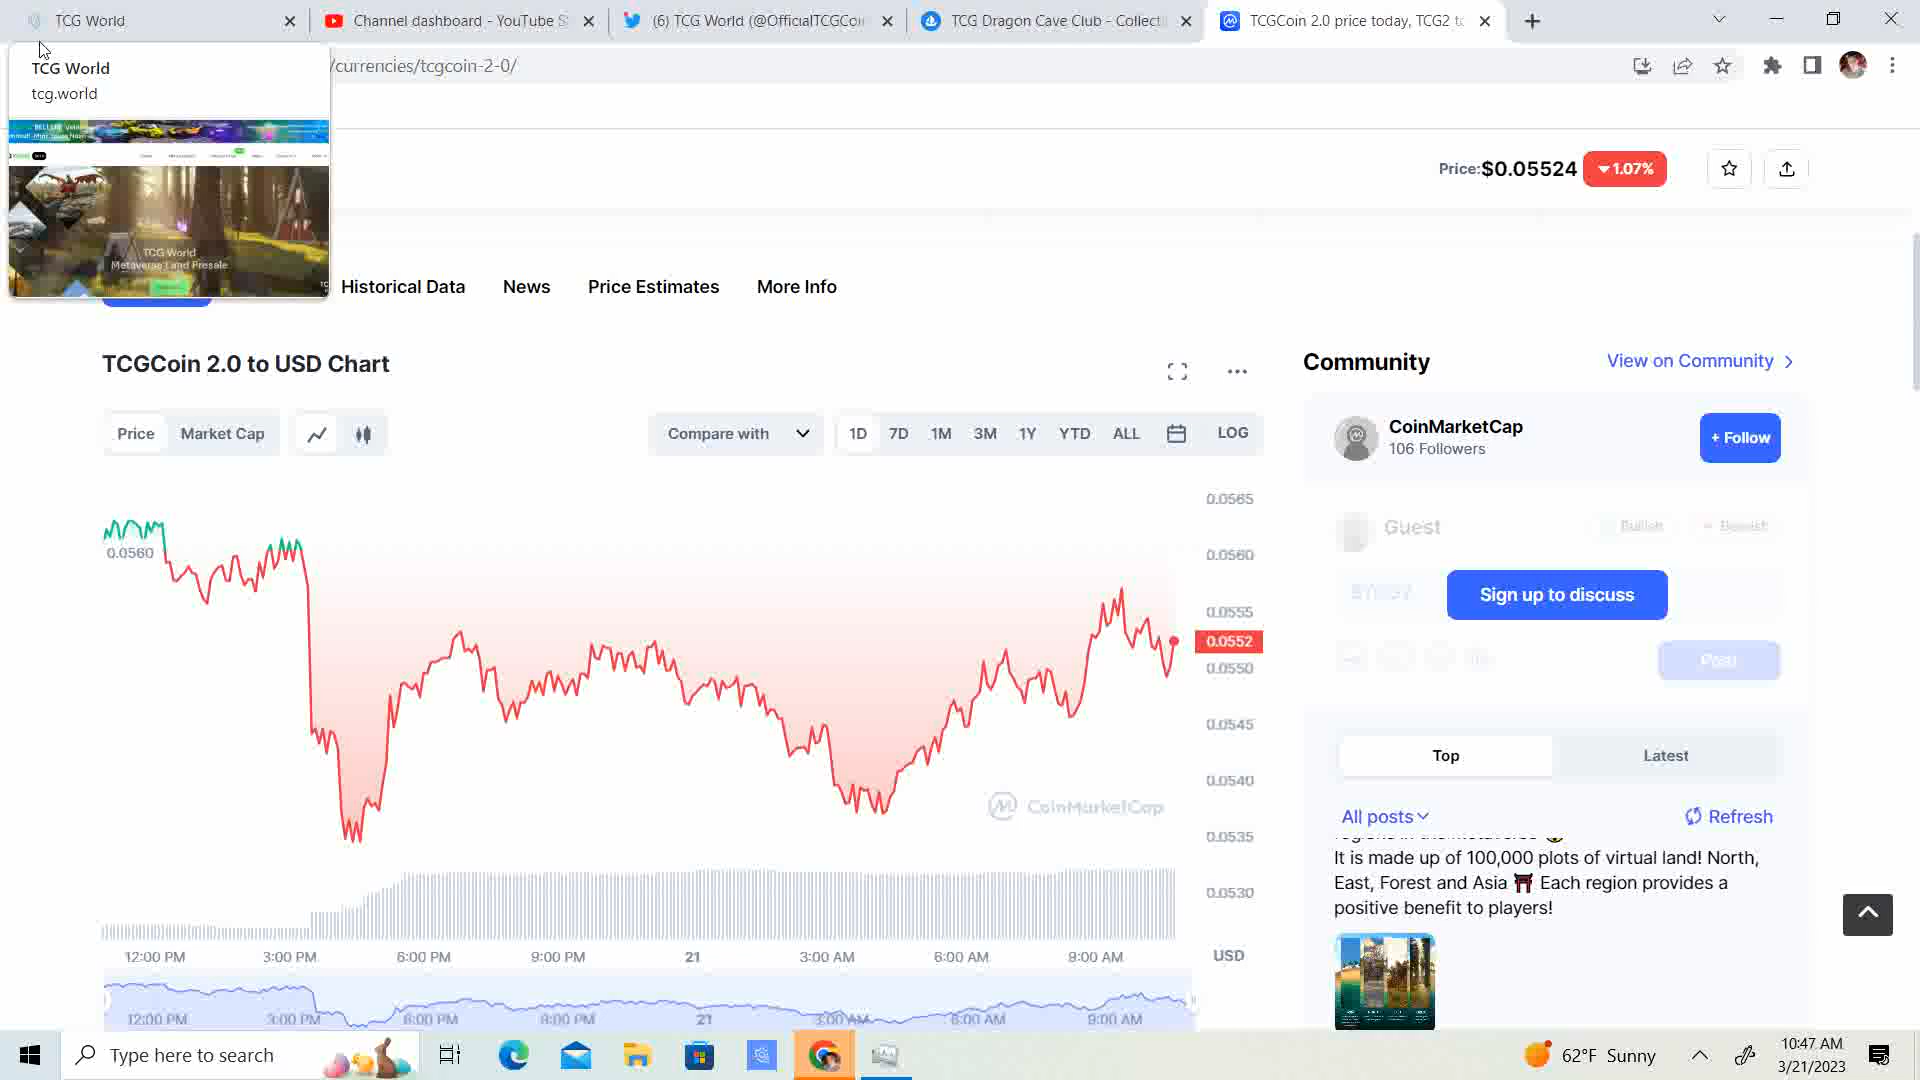 TCG World
Channel dashboard - YouTube S
(6) TCG World (@OfficialTCGCoi
TCG Dragon Cave Club - Collecti
TCGCoin 2.0 price today, TCG2 to
TCG World
tcg.world
/currencies/tcgcoin-2-0/
TCG World
Metaverse Land Presale
Price:$0.05524
1.07%
Historical Data
News
Price Estimates
More Info
TCGCoin 2.0 to USD Chart
Price
Market Cap
Compare with
1D
7D
1M
3M
1Y
YTD
ALL
LOG
0.0560
0.0565
0.0560
0.0555
0.0552
0.0550
0.0545
0.0540
0.0535
0.0530
CoinMarketCap
12:00 PM
3:00 PM
6:00 PM
9:00 PM
21
3:00 AM
6:00 AM
9:00 AM
USD
12:00 PM
3:00 PM
6:00 PM
9:00 PM
21
3:00 AM
6:00 AM
9:00 AM
Community
View on Community
CoinMarketCap
106 Followers
+ Follow
Guest
Bullish
Bearish
Sign up to discuss
Post
Top
Latest
All posts
Refresh
It is made up of 100,000 plots of virtual land! North,
East, Forest and Asia ⛩️ Each region provides a
positive benefit to players!
Type here to search
62°F Sunny
10:47 AM
3/21/2023